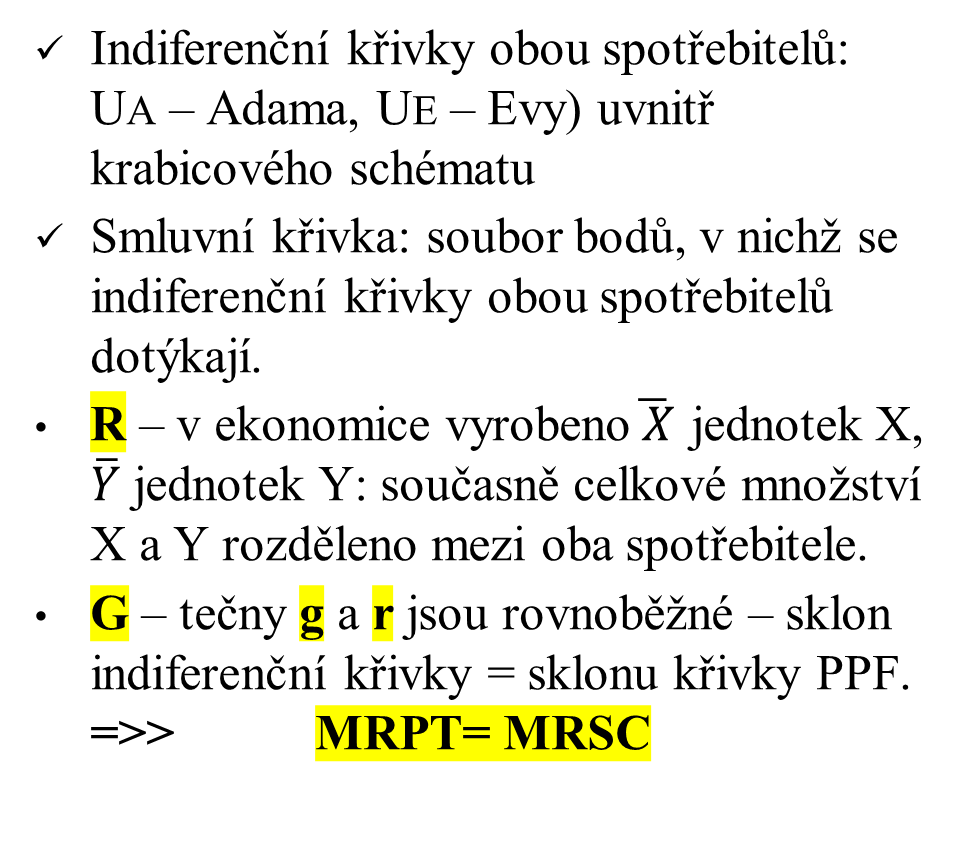 ✓ Indiferenční křivky obou spotřebitelů:
UA – Adama, UE – Evy) uvnitř
krabicového schématu
✓ Smluvní křivka: soubor bodů, v nichž se
indiferenční křivky obou spotřebitelů
dotýkají.
• R – v ekonomice vyrobeno X̅ jednotek X,
Y̅ jednotek Y: současně celkové množství
X a Y rozděleno mezi oba spotřebitele.
• G – tečny g a r jsou rovnoběžné – sklon
indiferenční křivky = sklonu křivky PPF.
=>> MRPT= MRSC